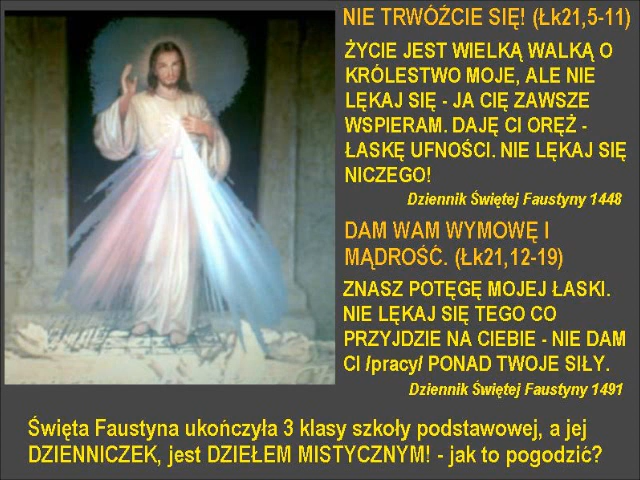 NIE TRWÓŹCIE SIĘ! (Łk21,5-11)
ŻYCIE JEST WIELKĄ WALKĄ O
KRÓLESTWO MOJE, ALE NIE
LĘKAJ SIĘ - JA CIĘ ZAWSZE
WSPIERAM. DAJĘ CI ORĘŻ -
ŁASKĘ UFNOŚCI. NIE LĘKAJ SIĘ
NICZEGO!
Dziennik Świętej Faustyny 1448
DAM WAM WYMOWĘ I
MĄDROŚĆ. (Łk21,12-19)
ZNASZ POTĘGĘ MOJEJ ŁASKI.
NIE LĘKAJ SIĘ TEGO CO
PRZYJDZIE NA CIEBIE - NIE DAM
CI /pracy/ PONAD TWOJE SIŁY.
Dziennik Świętej Faustyny 1491
Święta Faustyna ukończyła 3 klasy szkoły podstawowej, a jej
DZIENNICZEK, jest DZIEŁEM MISTYCZNYM! - jak to pogodzić?